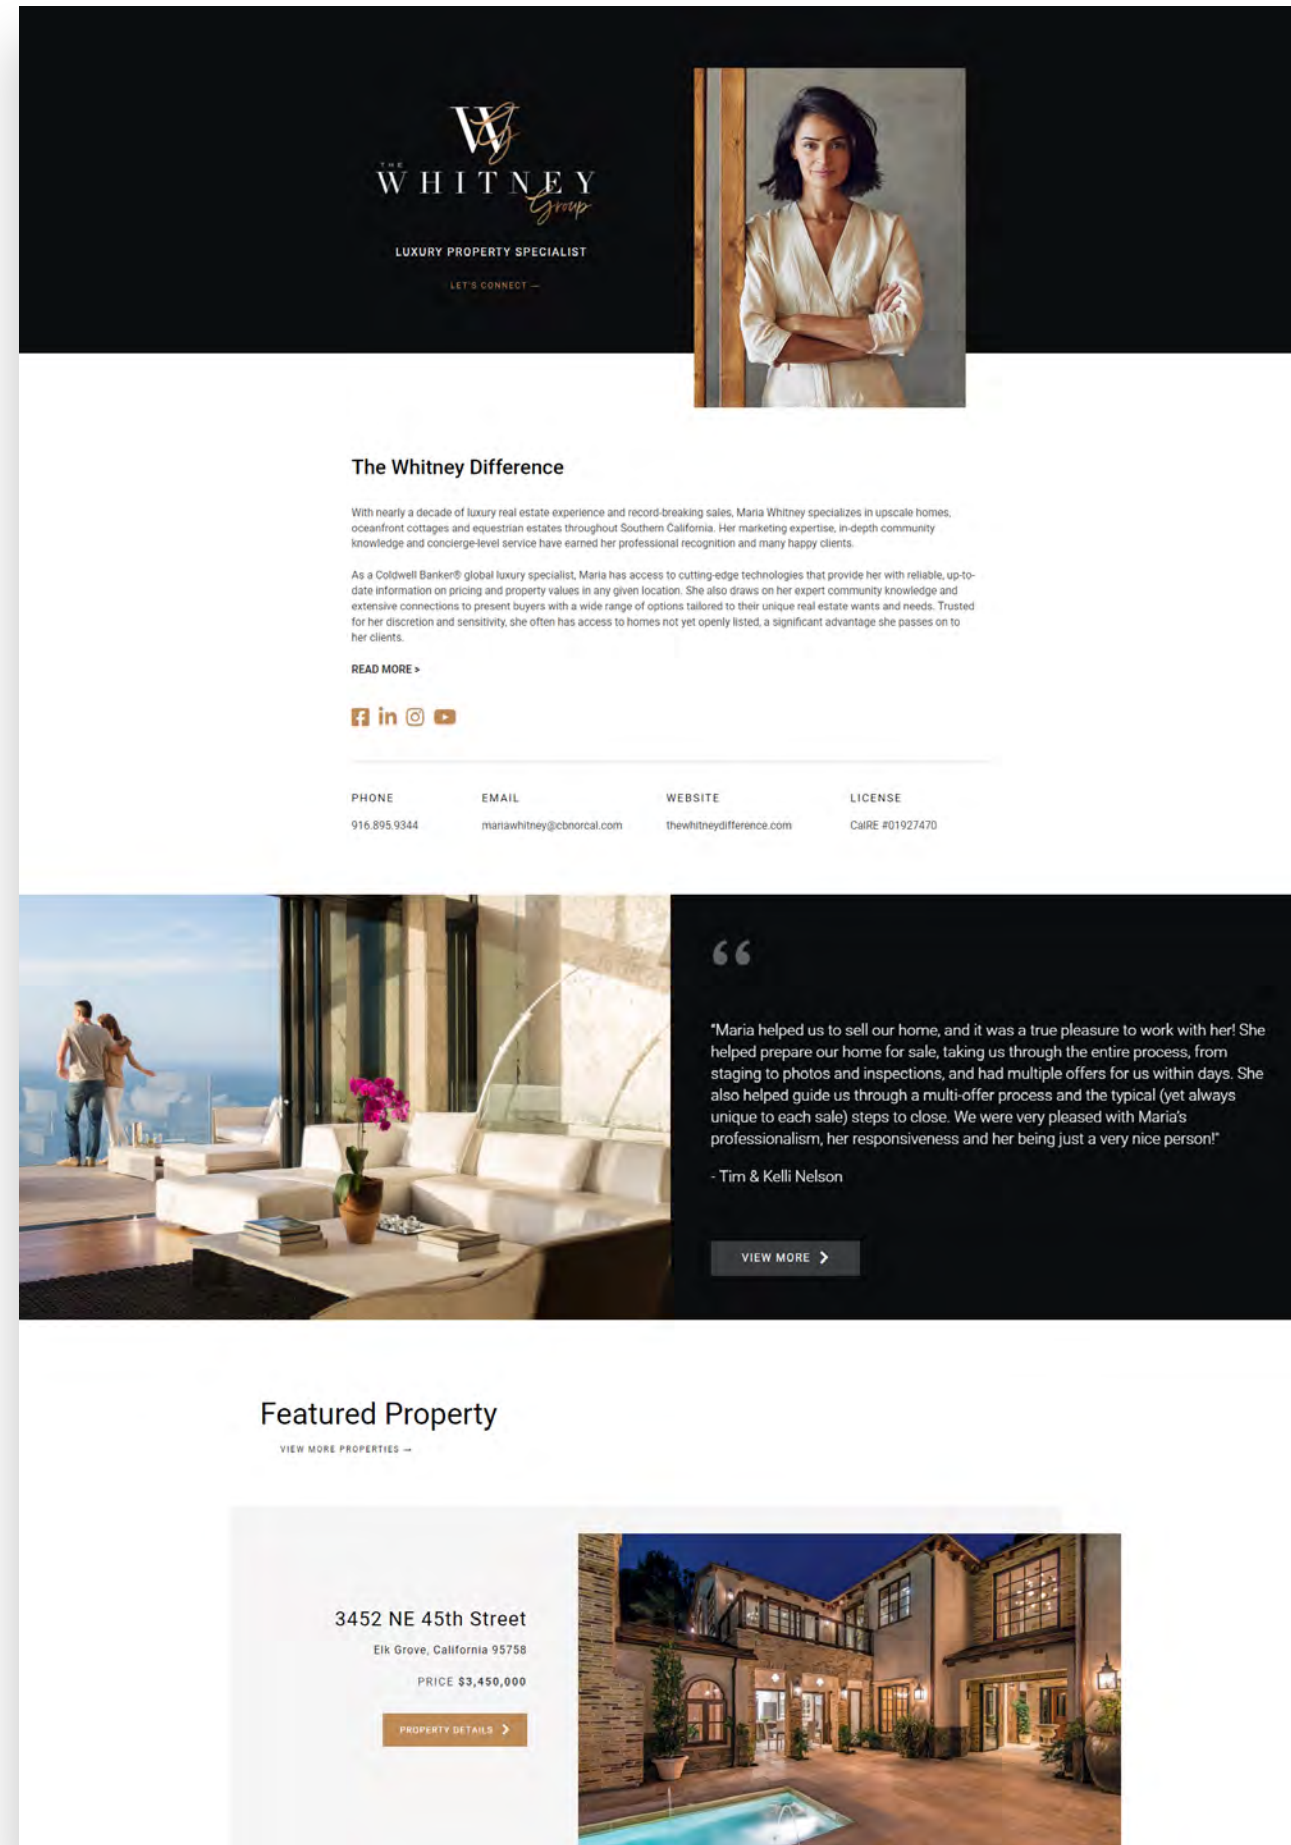 W
G
THE
WHITNEY
Group
LUXURY PROPERTY SPECIALIST
LET'S CONNECT —
The Whitney Difference
With nearly a decade of luxury real estate experience and record-breaking sales, Maria Whitney specializes in upscale homes,
oceanfront cottages and equestrian estates throughout Southern California. Her marketing expertise, in-depth community
knowledge and concierge-level service have earned her professional recognition and many happy clients.
As a Coldwell Banker® global luxury specialist, Maria has access to cutting-edge technologies that provide her with reliable, up-to-
date information on pricing and property values in any given location. She also draws on her expert community knowledge and
extensive connections to present buyers with a wide range of options tailored to their unique real estate wants and needs. Trusted
for her discretion and sensitivity, she often has access to homes not yet openly listed, a significant advantage she passes on to
her clients.
READ MORE >
PHONE EMAIL WEBSITE LICENSE
916.895.9344 mariawhitney@cbnorcal.com thewhitneydifference.com CalRE #01927470
“
"Maria helped us to sell our home, and it was a true pleasure to work with her! She
helped prepare our home for sale, taking us through the entire process, from
staging to photos and inspections, and had multiple offers for us within days. She
also helped guide us through a multi-offer process and the typical (yet always
unique to each sale) steps to close. We were very pleased with Maria's
professionalism, her responsiveness and her being just a very nice person!"
- Tim & Kelli Nelson
VIEW MORE >
Featured Property
VIEW MORE PROPERTIES —
3452 NE 45th Street
Elk Grove, California 95758
PRICE $3,450,000
PROPERTY DETAILS >